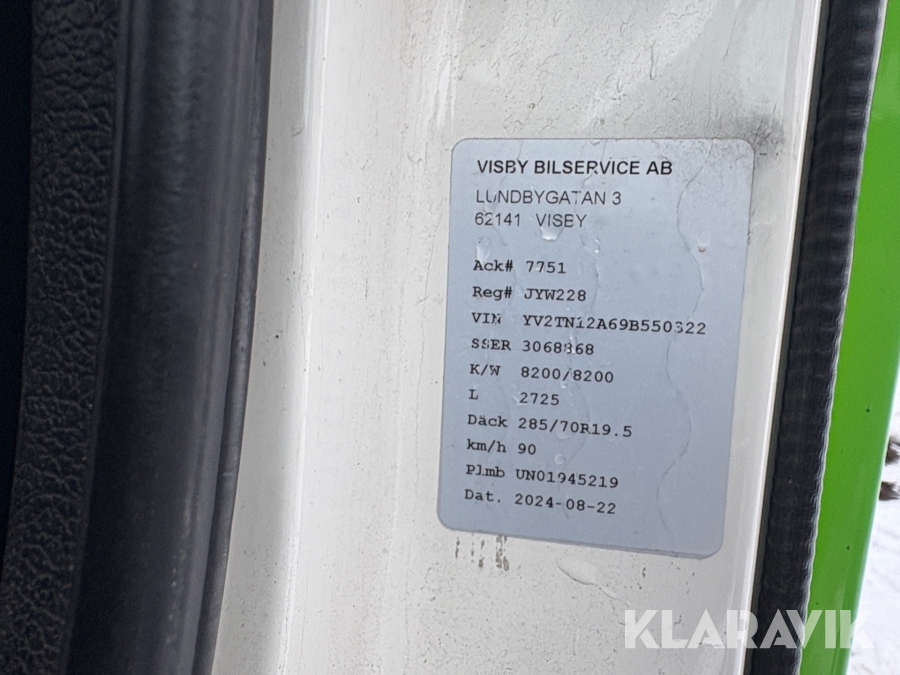 VISBY BILSERVICE AB
LUNDBYGATAN 3
62141 VISBY
Ack# 7751
Reg# JYW228
VIN YV2TN12A69B550322
SSER 3068868
K/W 8200/8200
L 2725
Däck 285/70R19.5
km/h 90
Plmb UN01945219
Dat. 2024-08-22
KLARAVIK